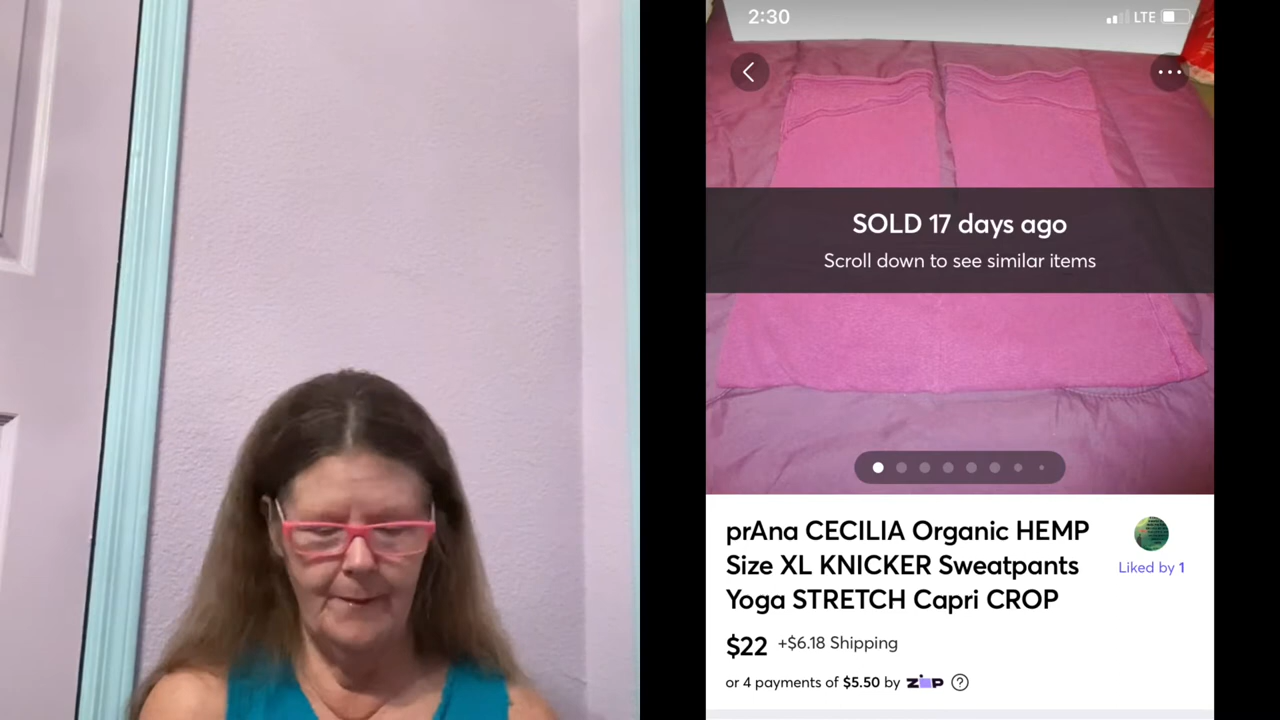 2:30
LTE
SOLD 17 days ago
Scroll down to see similar items
prAna CECILIA Organic HEMP
Size XL KNICKER Sweatpants
Yoga STRETCH Capri CROP
Liked by 1
$22 +$6.18 Shipping
or 4 payments of $5.50 by ZIP ?